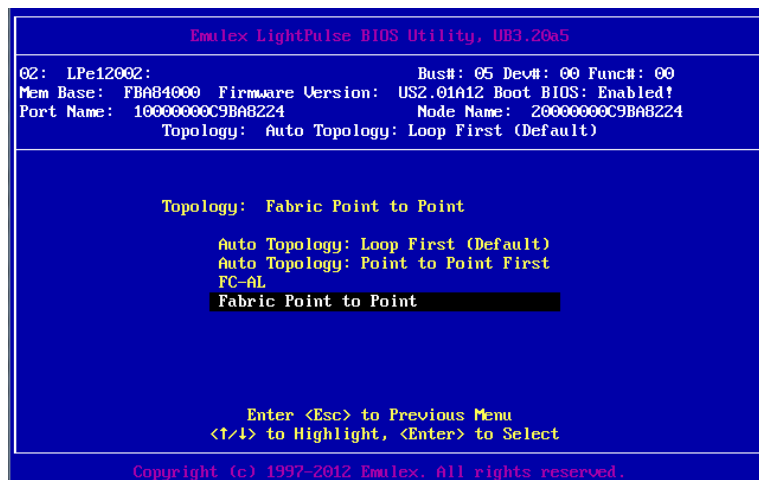 Emulex LightPulse BIOS Utility, UB3.20a5
02: LPe12002: Bus#: 05 Dev#: 00 Func#: 00
Mem Base: FBA84000 Firmware Version: US2.01A12 Boot BIOS: Enabled!
Port Name: 10000000C9BA8224 Node Name: 20000000C9BA8224
Topology: Auto Topology: Loop First (Default)
Topology: Fabric Point to Point
Auto Topology: Loop First (Default)
Auto Topology: Point to Point First
FC-AL
Fabric Point to Point
Enter <Esc> to Previous Menu
<↑/↓> to Highlight, <Enter> to Select
Copyright (c) 1997-2012 Emulex. All rights reserved.